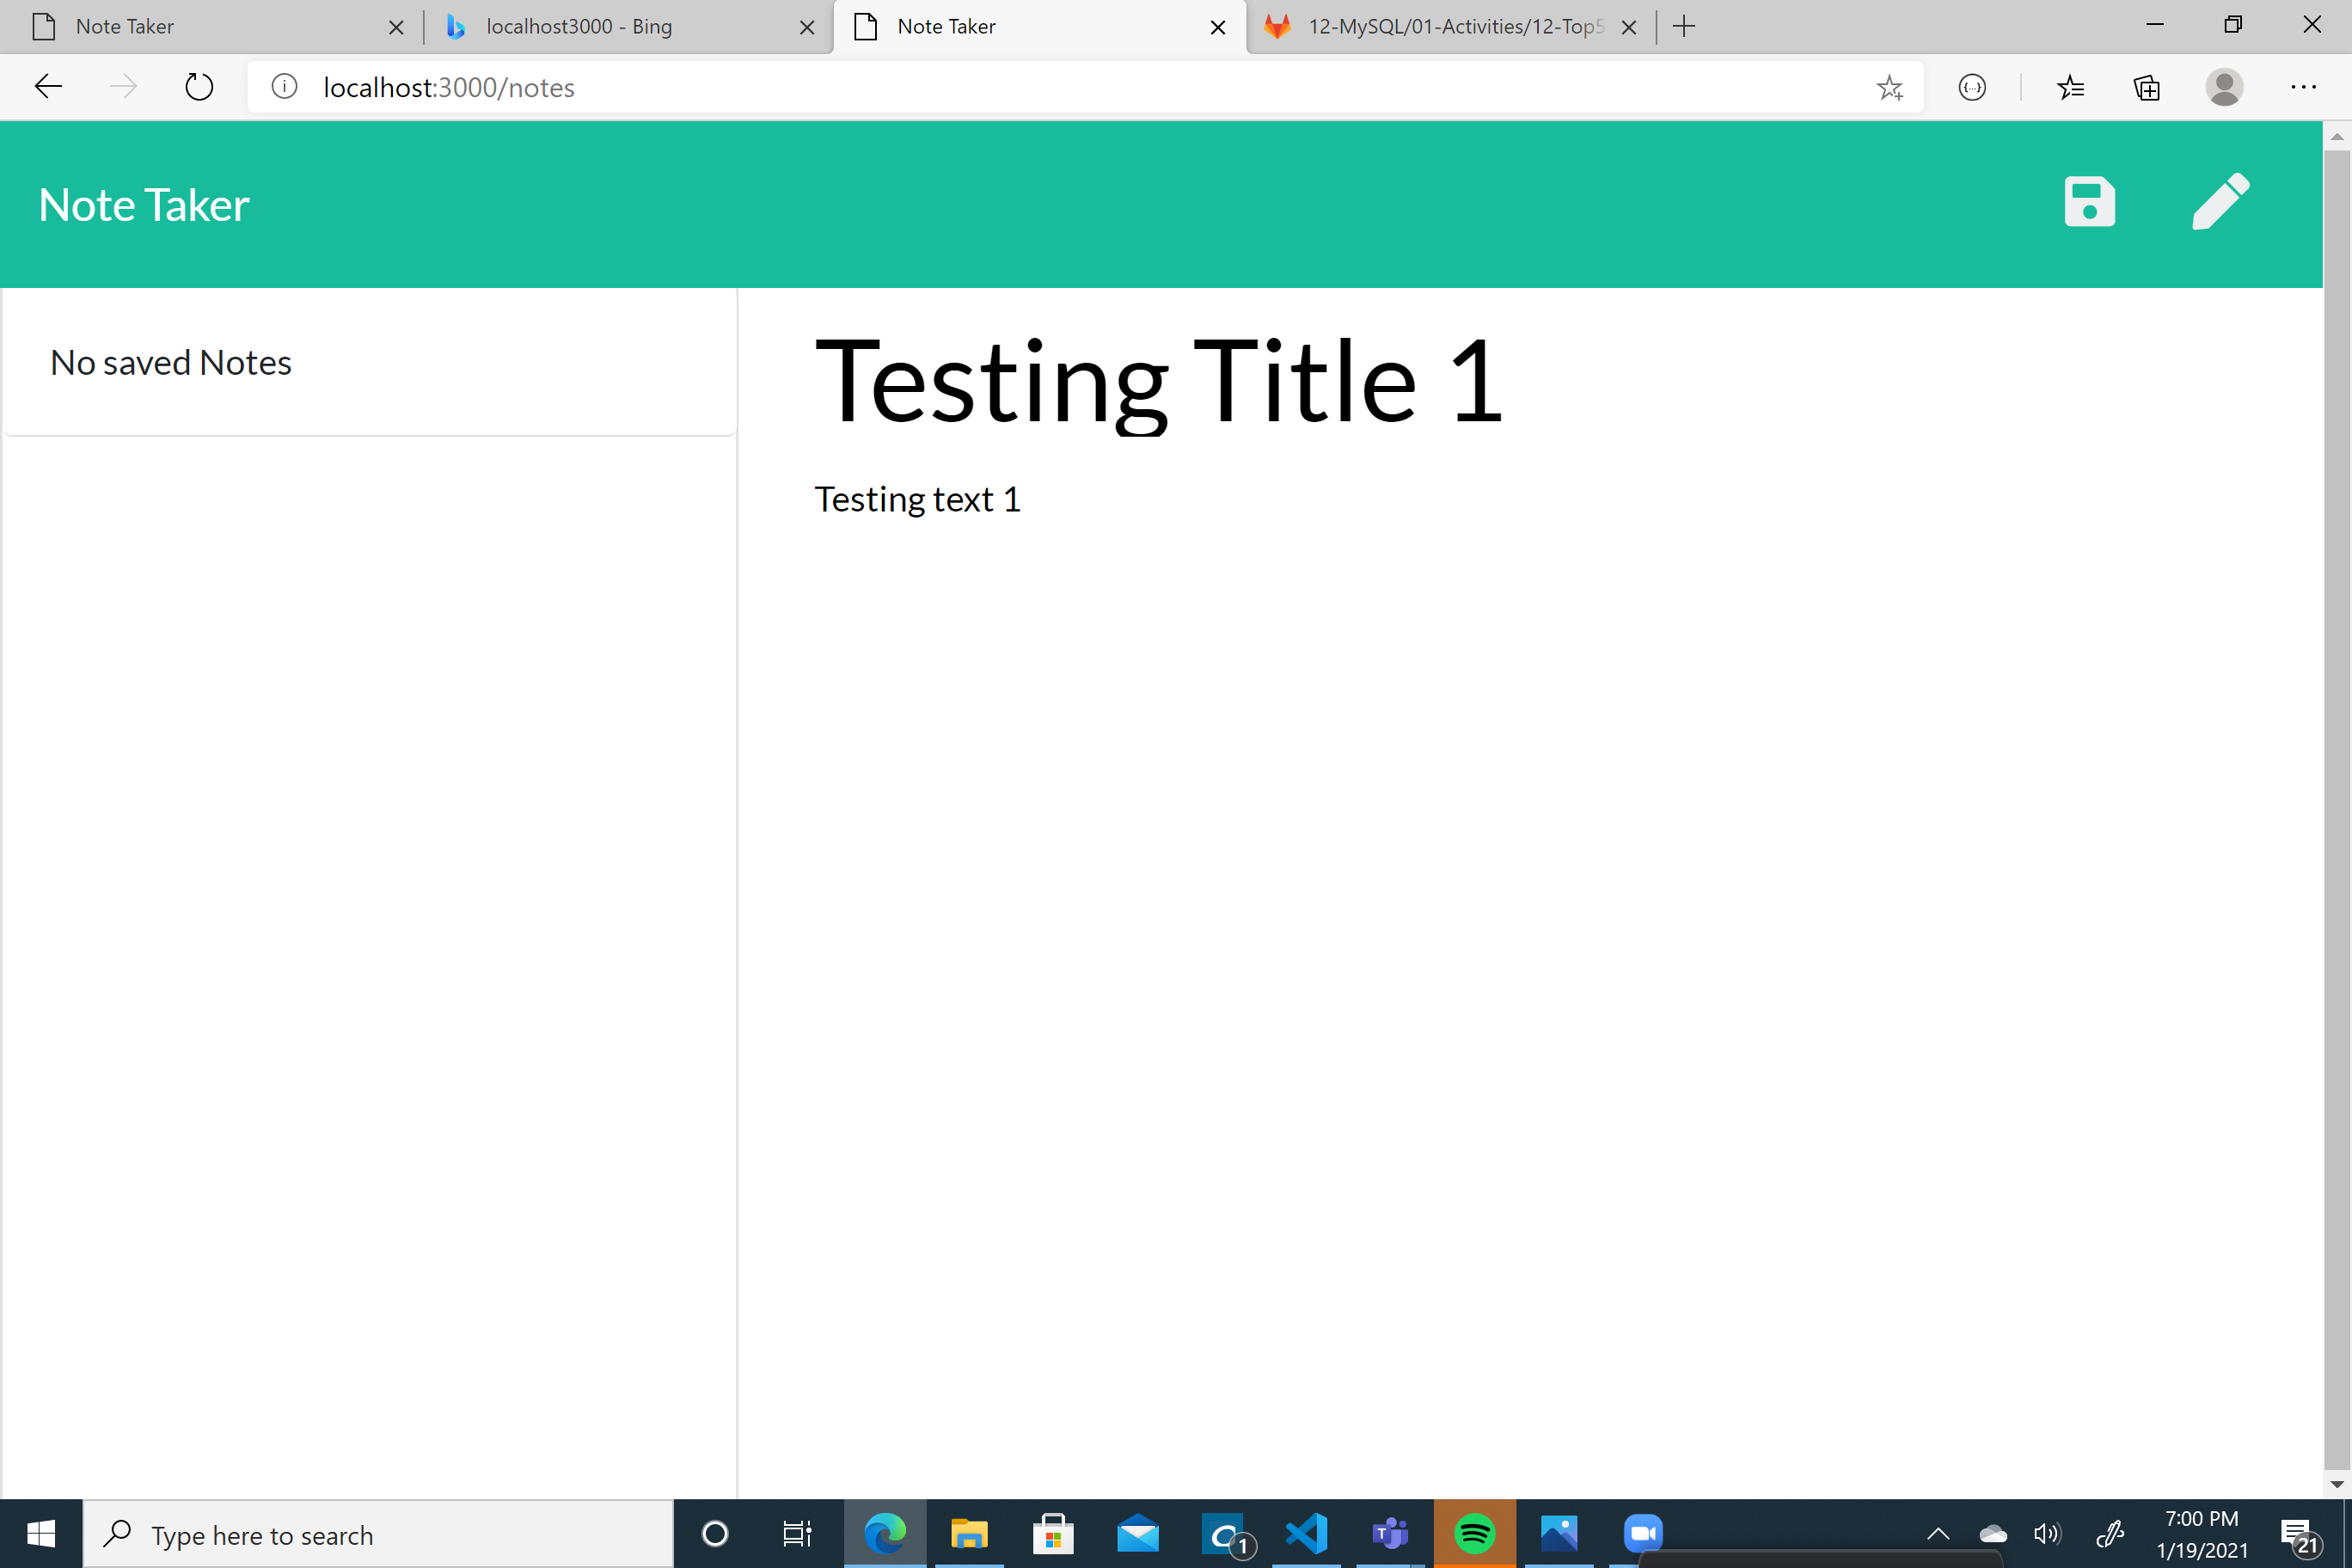 Note Taker
localhost3000 - Bing
Note Taker
12-MySQL/01-Activities/12-Top5
localhost:3000/notes
Note Taker
No saved Notes
Testing Title 1
Testing text 1
Type here to search
1
T
7:00 PM
1/19/2021
21